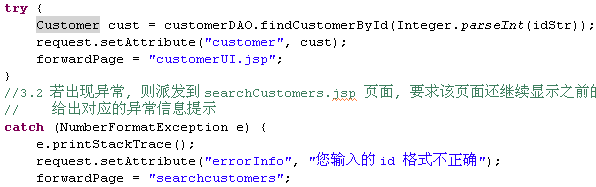 try {
Customer cust = customerDAO.findCustomerById(Integer.parseInt(idStr));
request.setAttribute("customer", cust);
forwardPage = "customerUI.jsp";
}
//3.2 若出现异常, 则派发到 searchCustomers.jsp 页面, 要求该页面还继续显示之前的
// 给出对应的异常信息提示
catch (NumberFormatException e) {
e.printStackTrace();
request.setAttribute("errorInfo", "您输入的 id 格式不正确");
forwardPage = "searchcustomers";